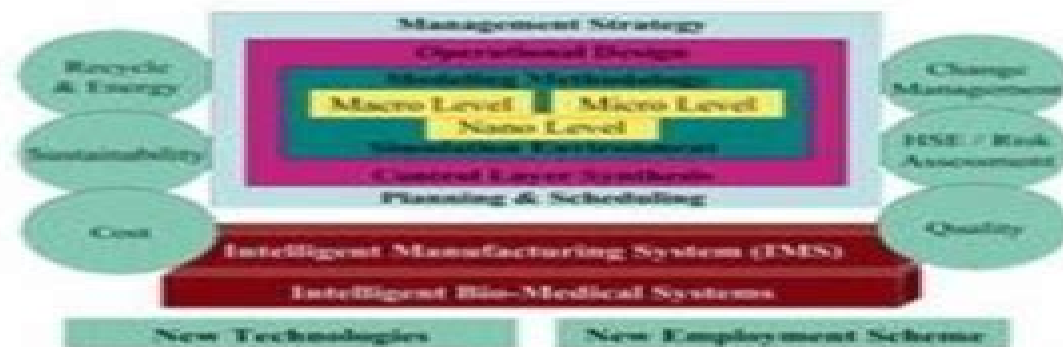 Management Strategy
Operational Design
Modeling Methodology
Macro Level
Micro Level
Nano Level
Simulation Environment
Control Layer Synthesis
Planning & Scheduling
Recycle
& Energy
Sustainability
Cost
Change
Management
HSE / Risk
Assessment
Quality
Intelligent Manufacturing System (IMS)
Intelligent Bio-Medical Systems
New Technologies
New Employment Scheme